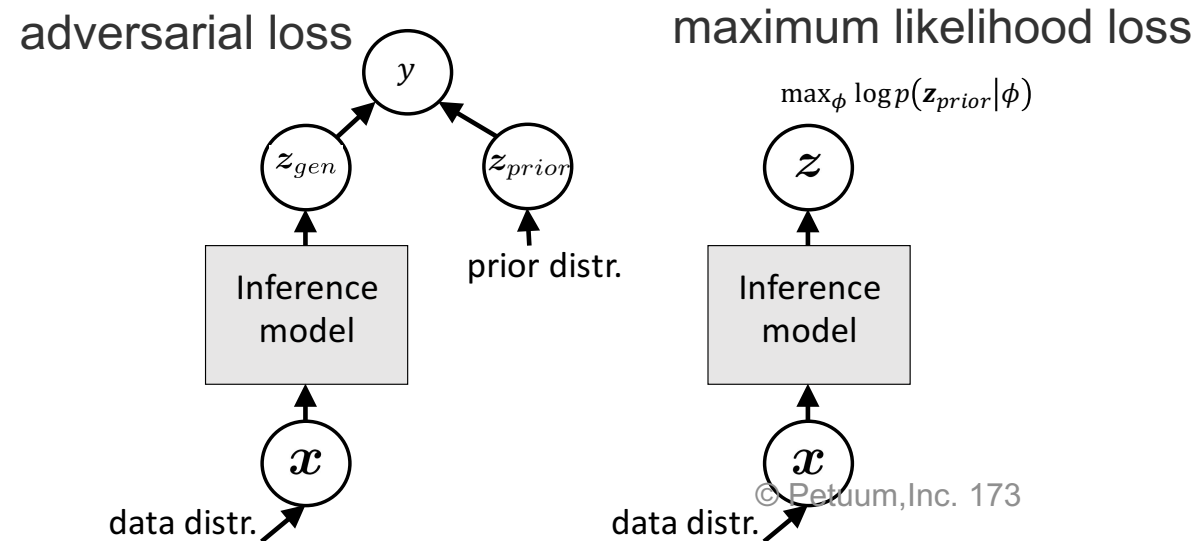 adversarial loss
maximum likelihood loss
y
max_ϕ log p(z_prior|ϕ)
z_gen
z_prior
z
prior distr.
Inference
model
Inference
model
x
x
© Petuum,Inc. 173
data distr.
data distr.